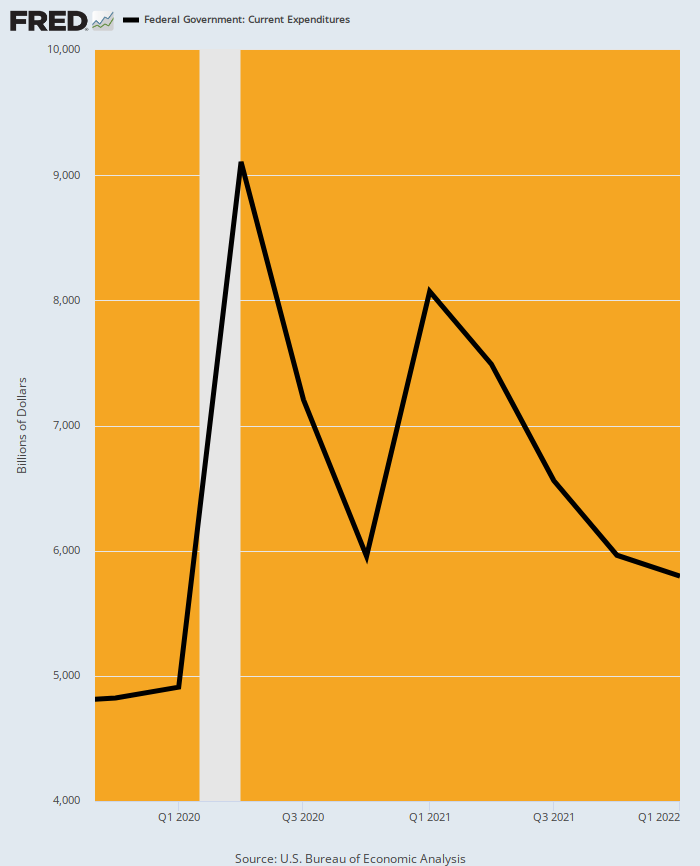 FRED
Federal Government: Current Expenditures
10,000
9,000
8,000
7,000
6,000
5,000
4,000
Billions of Dollars
Q1 2020 Q3 2020 Q1 2021 Q3 2021 Q1 2022
Source: U.S. Bureau of Economic Analysis